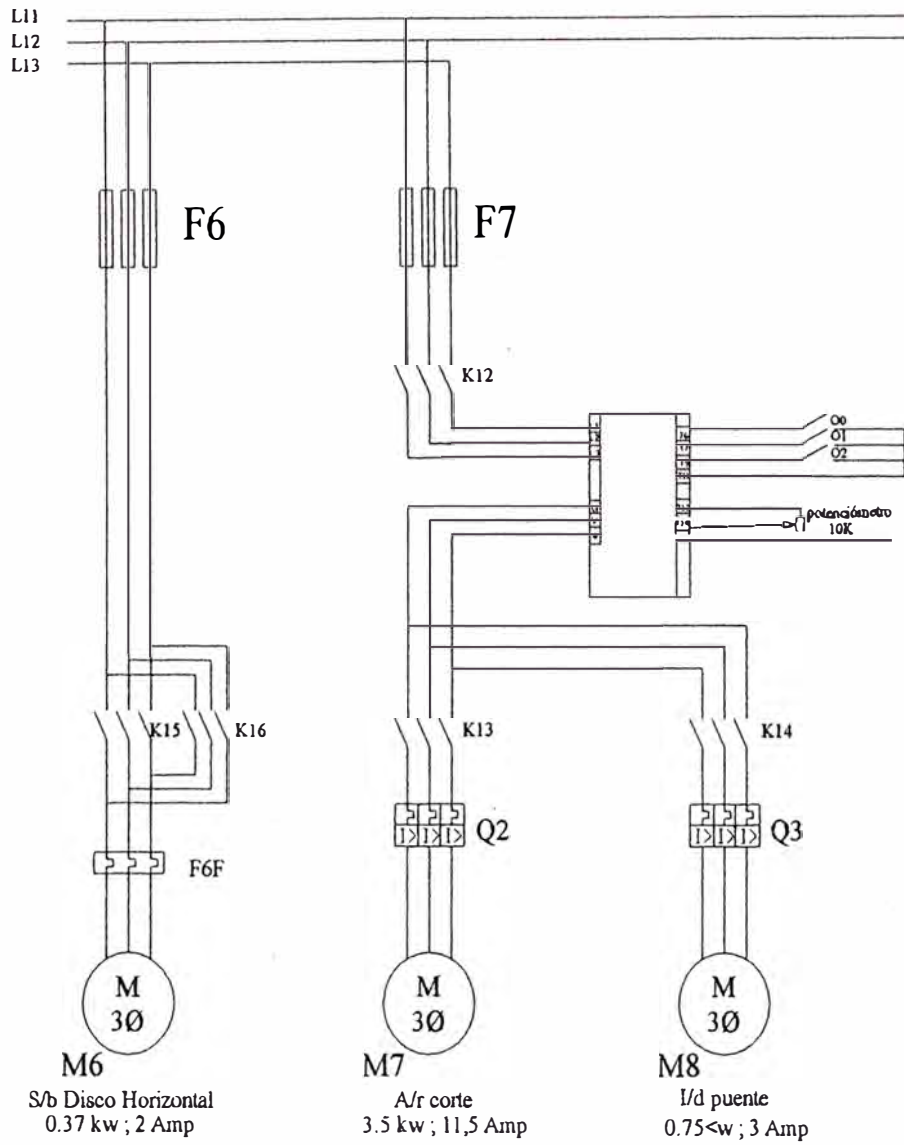 L11
L12
L13
F6
F7
K12
O0
O1
O2
potenciómetro
10K
K15
K16
K13
K14
I> I> I>
Q2
I> I> I>
Q3
F6F
M
3Ø
M
3Ø
M
3Ø
M6
M7
M8
S/b Disco Horizontal
0.37 kw ; 2 Amp
A/r corte
3.5 kw ; 11,5 Amp
I/d puente
0.75<w ; 3 Amp